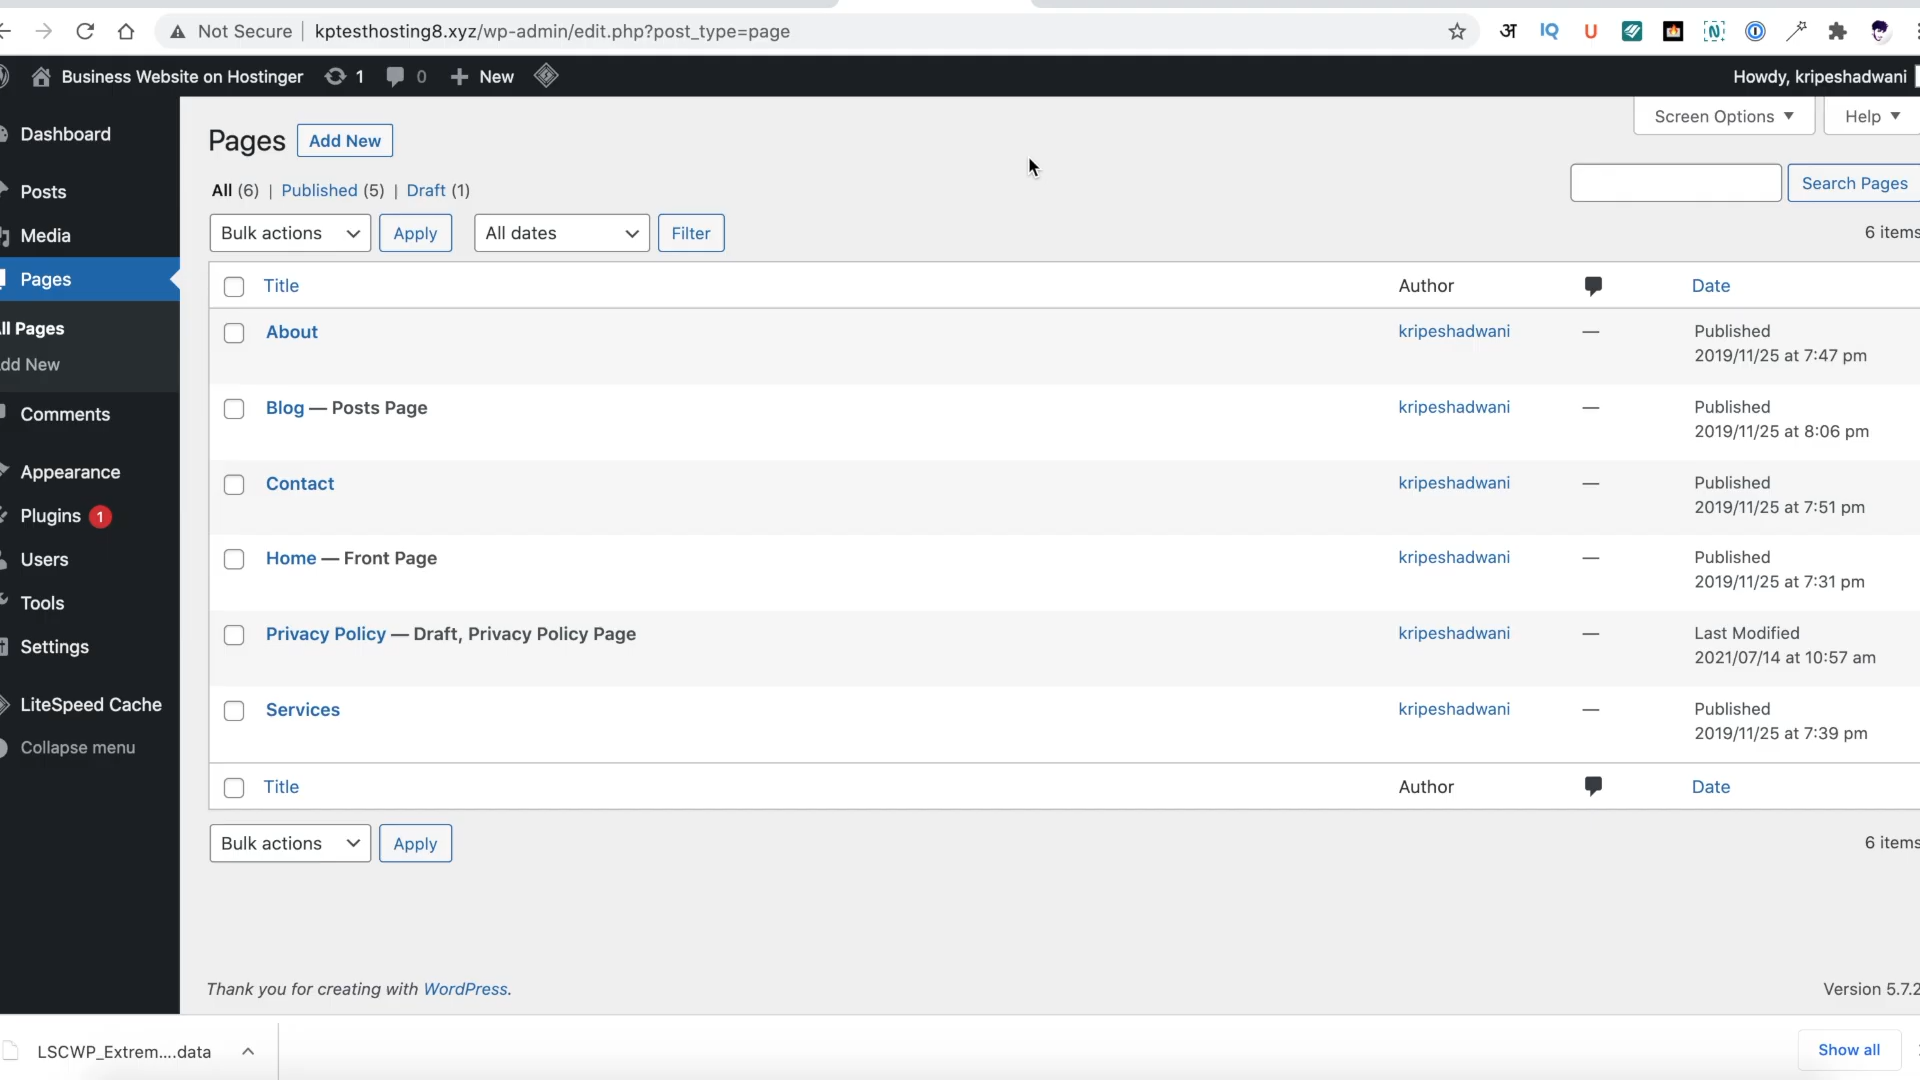 Not Secure | kptesthosting8.xyz/wp-admin/edit.php?post_type=page
अ IQ U N
Business Website on Hostinger 1 0 + New Howdy, kripeshadwani
Dashboard
Posts
Media
Pages
ll Pages
dd New
Comments
Appearance
Plugins 1
Users
Tools
Settings
LiteSpeed Cache
Collapse menu
Screen Options Help
Pages Add New
All (6) | Published (5) | Draft (1)
Search Pages
Bulk actions Apply All dates Filter
6 items
Title Author Date
About kripeshadwani — Published
2019/11/25 at 7:47 pm
Blog — Posts Page kripeshadwani — Published
2019/11/25 at 8:06 pm
Contact kripeshadwani — Published
2019/11/25 at 7:51 pm
Home — Front Page kripeshadwani — Published
2019/11/25 at 7:31 pm
Privacy Policy — Draft, Privacy Policy Page kripeshadwani — Last Modified
2021/07/14 at 10:57 am
Services kripeshadwani — Published
2019/11/25 at 7:39 pm
Title Author Date
Bulk actions Apply
6 items
Thank you for creating with WordPress.
Version 5.7.2
LSCWP_Extrem....data
Show all